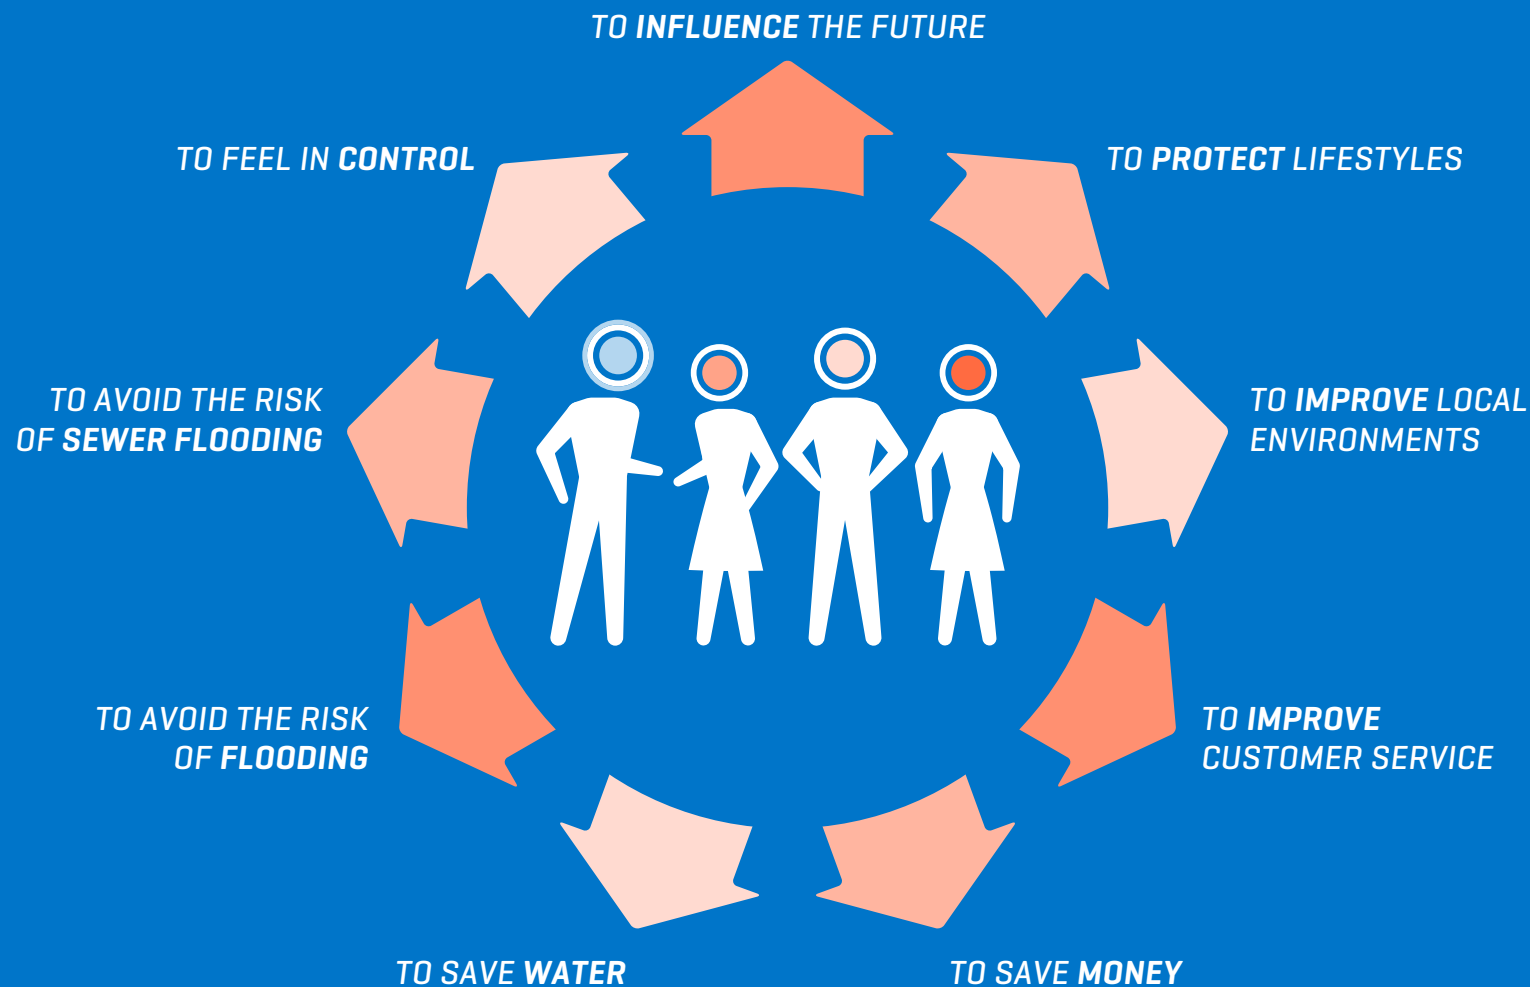 TO INFLUENCE THE FUTURE
TO PROTECT LIFESTYLES
TO IMPROVE LOCAL
ENVIRONMENTS
TO IMPROVE
CUSTOMER SERVICE
TO SAVE MONEY
TO SAVE WATER
TO AVOID THE RISK
OF FLOODING
TO AVOID THE RISK
OF SEWER FLOODING
TO FEEL IN CONTROL